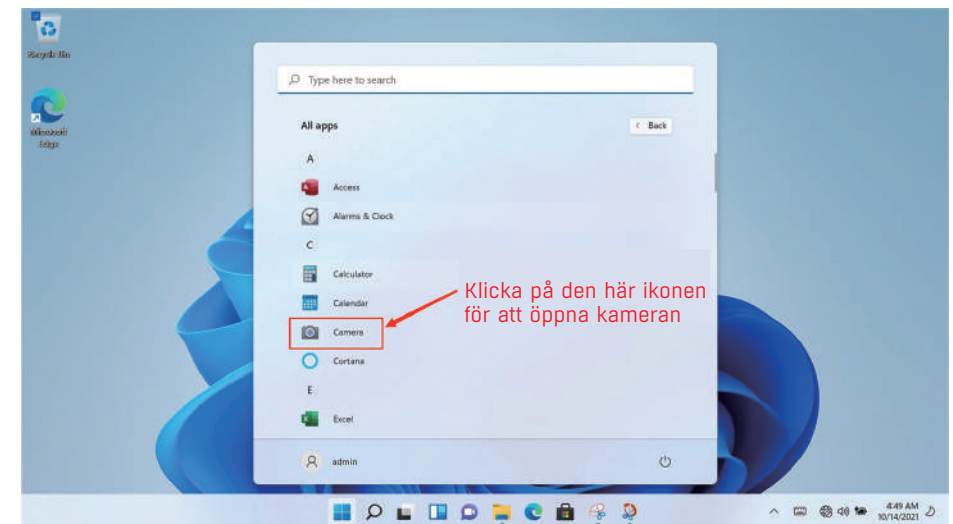 Recycle Bin
Microsoft
Edge
Type here to search
All apps
< Back
A
Access
Alarms & Clock
C
Calculator
Calendar
Klicka på den här ikonen
för att öppna kameran
Camera
Cortana
E
Excel
admin
4:49 AM
10/14/2021